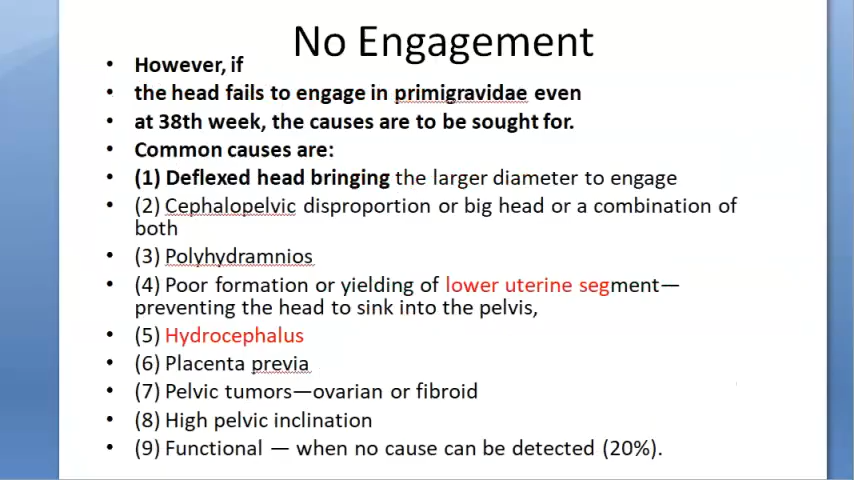 No Engagement
• However, if
• the head fails to engage in primigravidae even
• at 38th week, the causes are to be sought for.
• Common causes are:
• (1) Deflexed head bringing the larger diameter to engage
• (2) Cephalopelvic disproportion or big head or a combination of
both
• (3) Polyhydramnios
• (4) Poor formation or yielding of lower uterine segment—
preventing the head to sink into the pelvis,
• (5) Hydrocephalus
• (6) Placenta previa
• (7) Pelvic tumors—ovarian or fibroid
• (8) High pelvic inclination
• (9) Functional — when no cause can be detected (20%).